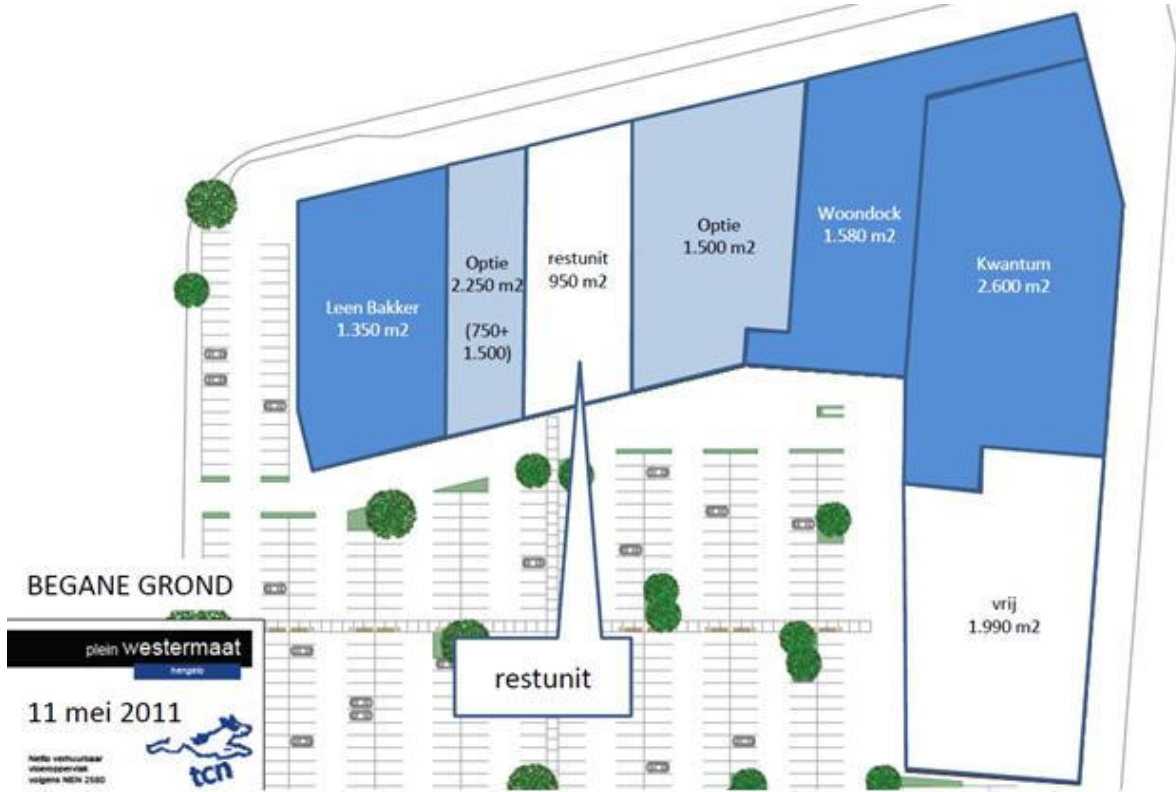 Leen Bakker
1.350 m2
Optie
2.250 m2
(750+
1.500)
restunit
950 m2
Optie
1.500 m2
Woondock
1.580 m2
Kwantum
2.600 m2
vrij
1.990 m2
restunit
BEGANE GROND
plein westermaat
hengelo
11 mei 2011
tcn
Netto verhuurbaar
vloeroppervlak
volgens NEN 2580